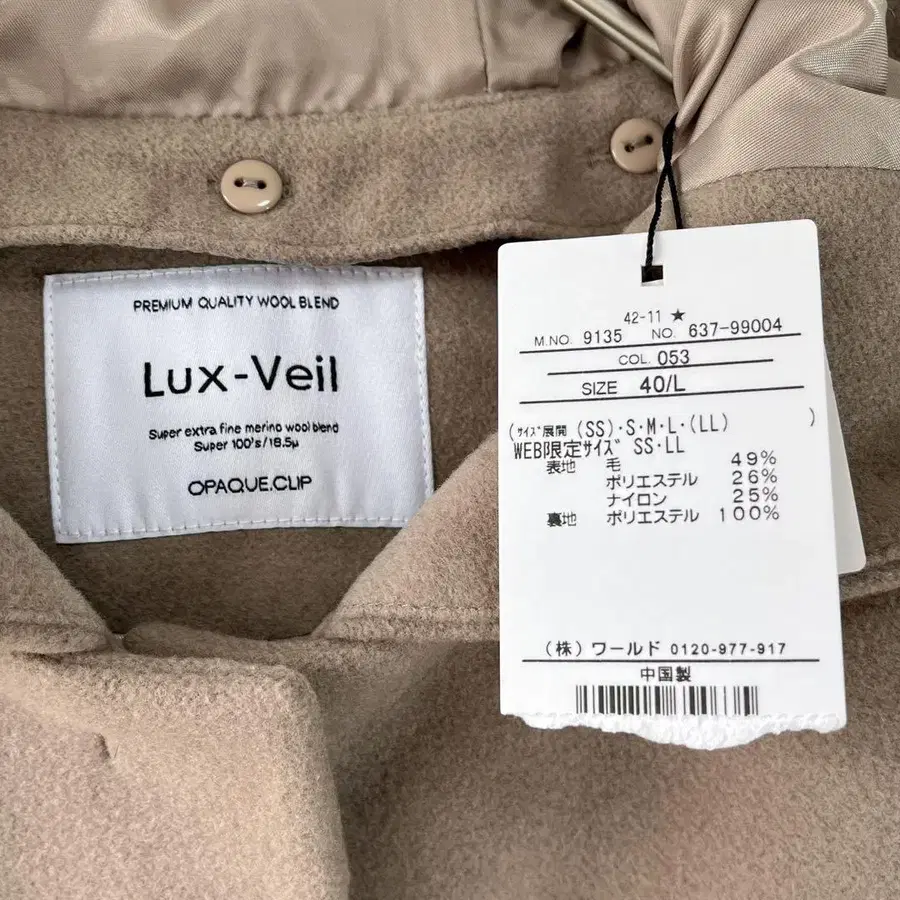 PREMIUM QUALITY WOOL BLEND
Lux-Veil
Super extra fine merino wool blend
Super 100's/18.5μ
OPAQUE.CLIP
42-11 ★
M.NO. 9135 NO. 637-99004
COL. 053
SIZE 40/L
(ｻｲｽﾞ展開 (SS)・S・M・L・(LL) )
WEB限定サイズ SS・LL
表地 毛 49%
ポリエステル 26%
ナイロン 25%
裏地 ポリエステル 100%
(株) ワールド 0120-977-917
中国製